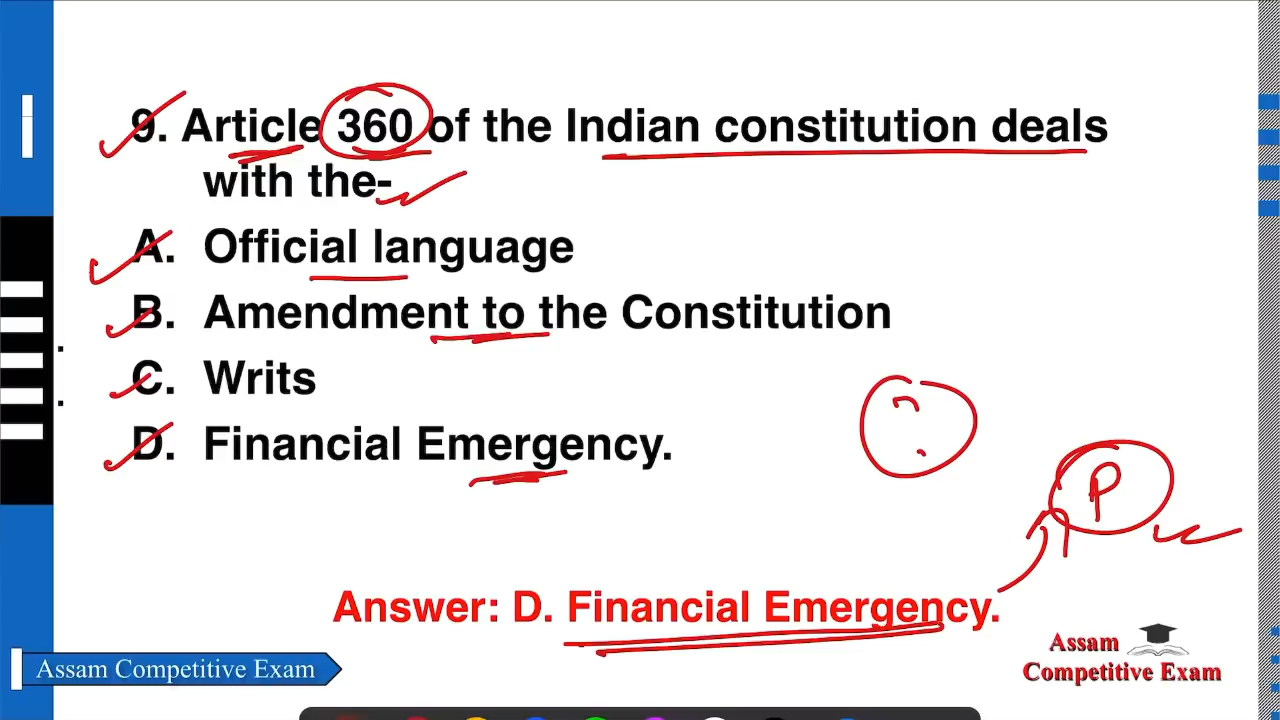 9. Article 360 of the Indian constitution deals
with the-
A. Official language
B. Amendment to the Constitution
C. Writs
D. Financial Emergency.
P
Answer: D. Financial Emergency.
Assam Competitive Exam
Assam
Competitive Exam